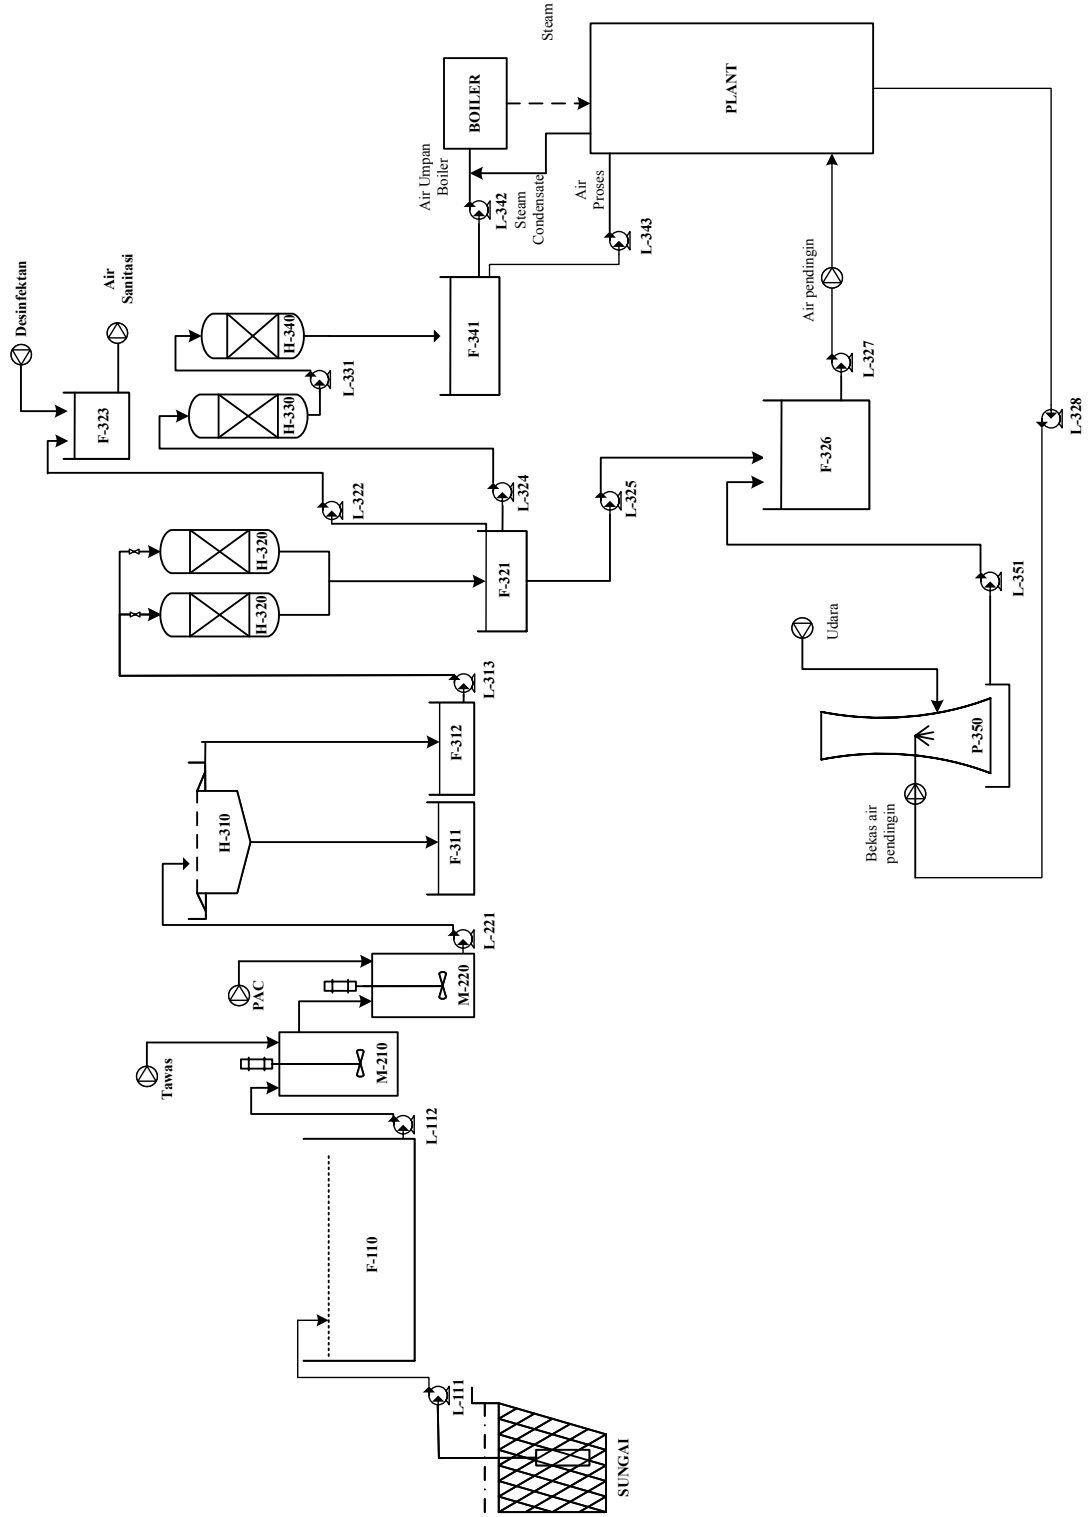 SUNGAI
L-111
F-110
L-112
Tawas
M-210
PAC
M-220
L-221
H-310
F-311
F-312
L-313
H-320
H-320
F-321
L-322
L-324
L-325
Desinfektan
F-323
Air
Sanitasi
H-330
L-331
H-340
F-341
L-342
L-343
Air Umpan
Boiler
Steam
Condensate
Air
Proses
BOILER
Steam
PLANT
Bekas air
pendingin
P-350
Udara
L-351
F-326
L-327
Air pendingin
L-328